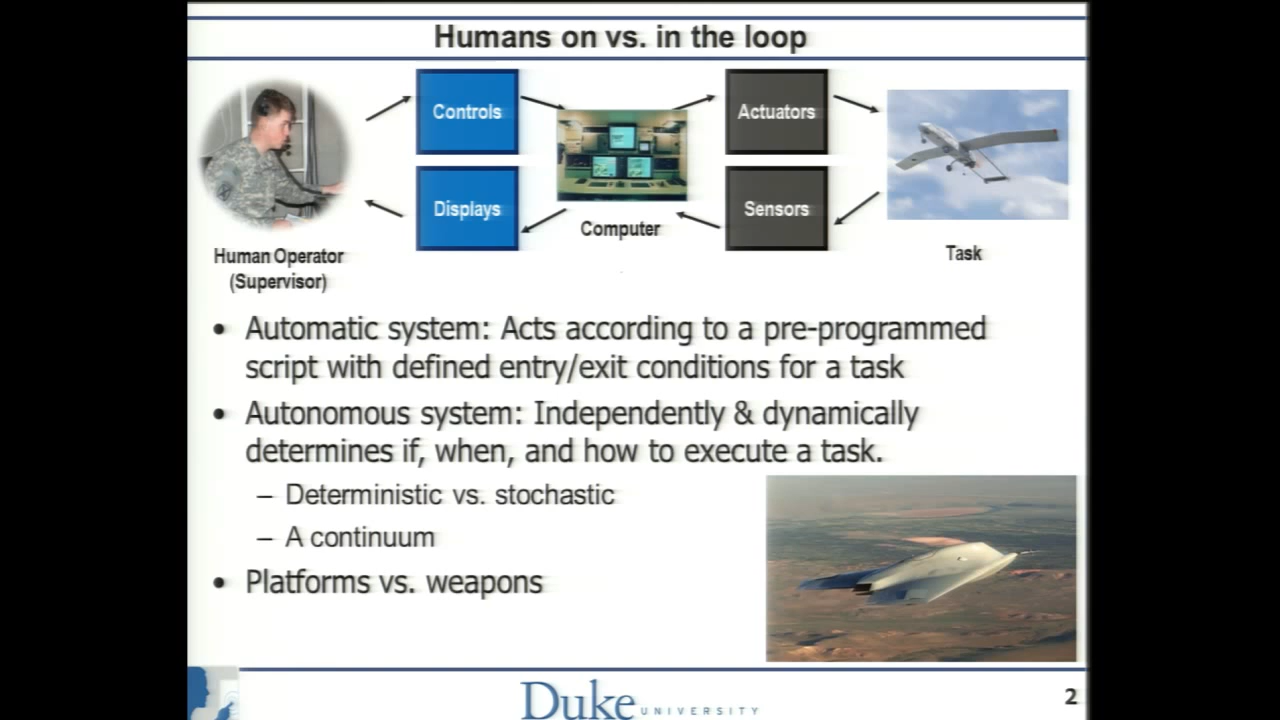 Humans on vs. in the loop
Controls
Actuators
Displays
Sensors
Computer
Human Operator
(Supervisor)
Task
• Automatic system: Acts according to a pre-programmed
script with defined entry/exit conditions for a task
• Autonomous system: Independently & dynamically
determines if, when, and how to execute a task.
– Deterministic vs. stochastic
– A continuum
• Platforms vs. weapons
Duke UNIVERSITY
2